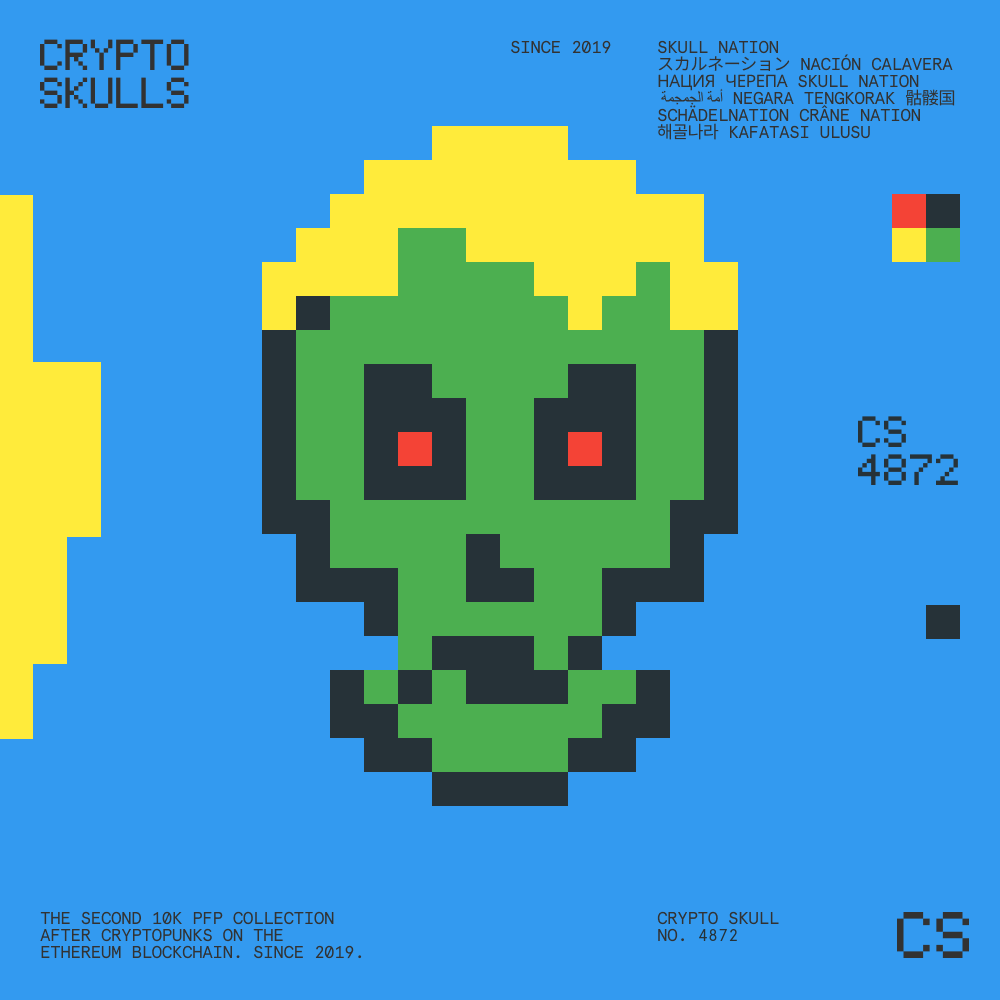 CRYPTO
SKULLS
SINCE 2019
SKULL NATION
スカルネーション NACIÓN CALAVERA
НАЦИЯ ЧЕРЕПА SKULL NATION
أمة الجمجمة NEGARA TENGKORAK 骷髅国
SCHÄDELNATION CRÂNE NATION
해골나라 KAFATASI ULUSU
CS
4872
THE SECOND 10K PFP COLLECTION
AFTER CRYPTOPUNKS ON THE
ETHEREUM BLOCKCHAIN. SINCE 2019.
CRYPTO SKULL
NO. 4872
CS